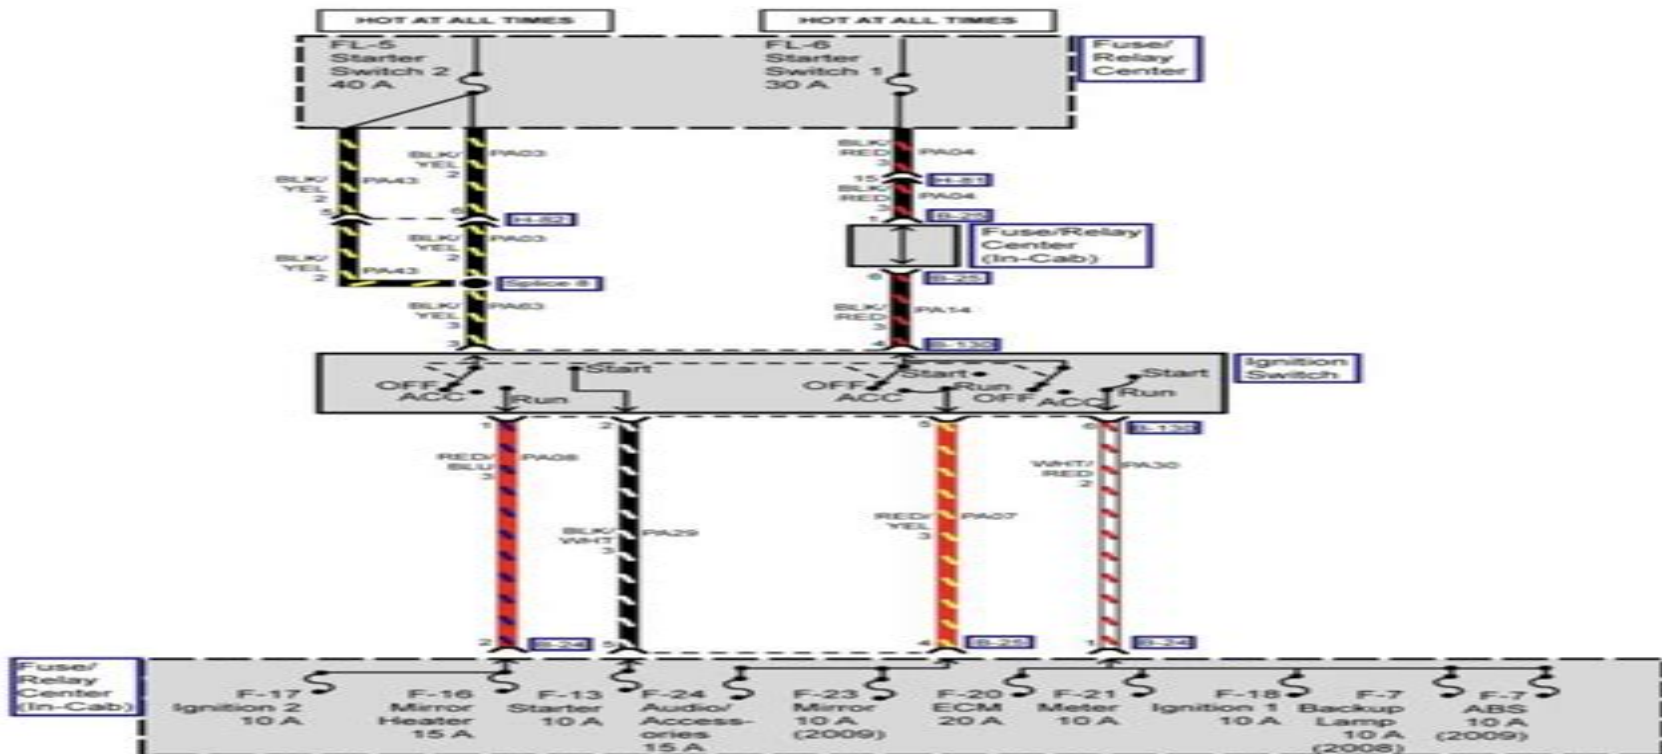 HOT AT ALL TIMES
HOT AT ALL TIMES
FL-5
Starter
Switch 2
40 A
FL-6
Starter
Switch 1
30 A
Fuse/
Relay
Center
BLK/
YEL
2
PA43
BLK/
YEL
2
PA03
BLK/
RED
3
PA04
15
H-81
BLK/
RED
3
PA04
5
6
H-82
1
B-25
BLK/
YEL
2
PA43
BLK/
YEL
2
PA03
Fuse/Relay
Center
(In-Cab)
Splice 8
6
B-25
BLK/
YEL
3
PA63
BLK/
RED
3
PA14
3
4
B-130
OFF
ACC
Run
Start
OFF
ACC
Start
Run
OFF
ACC
Start
Run
Ignition
Switch
1
2
5
6
B-130
RED/
BLU
3
PA08
BLK/
WHT
3
PA29
RED/
YEL
3
PA07
WHT/
RED
2
PA30
2
B-24
5
4
B-25
1
B-24
Fuse/
Relay
Center
(In-Cab)
F-17
Ignition 2
10 A
F-16
Mirror
Heater
15 A
F-13
Starter
10 A
F-24
Audio/
Access-
ories
15 A
F-23
Mirror
10 A
(2009)
F-20
ECM
20 A
F-21
Meter
10 A
F-18
Ignition 1
10 A
F-7
Backup
Lamp
10 A
(2008)
F-7
ABS
10 A
(2009)